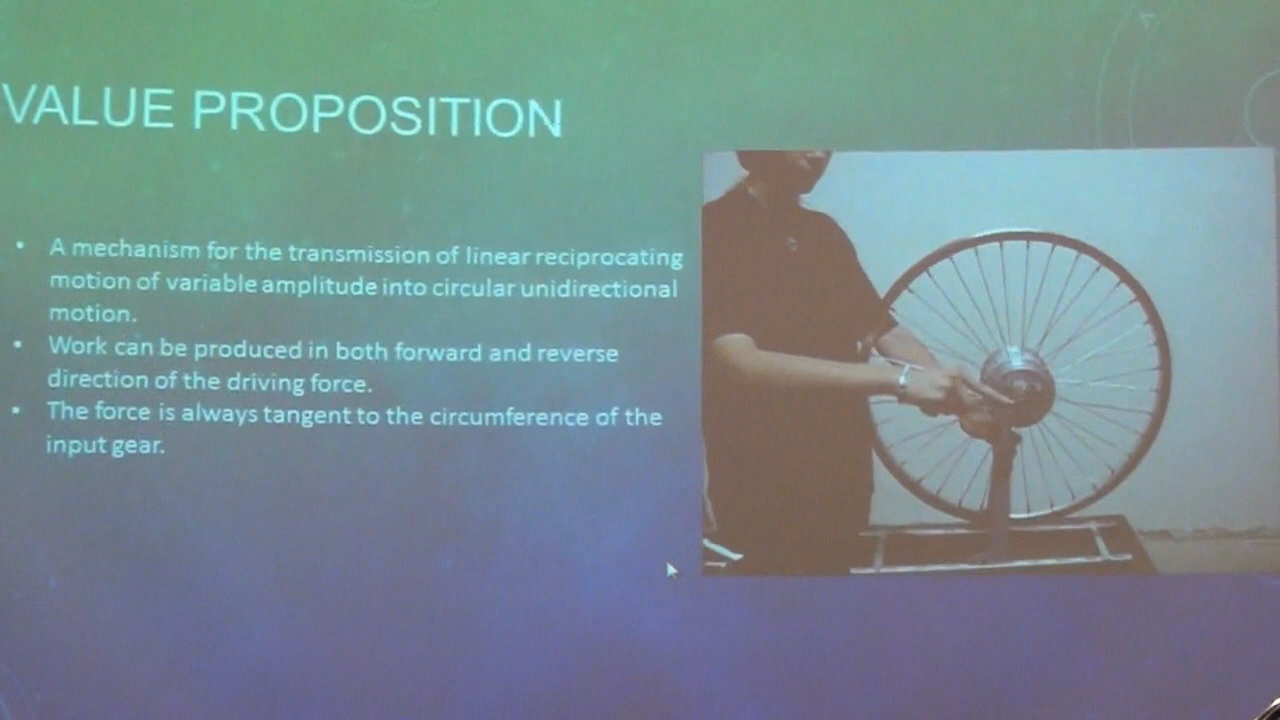 VALUE PROPOSITION
• A mechanism for the transmission of linear reciprocating
motion of variable amplitude into circular unidirectional
motion.
• Work can be produced in both forward and reverse
direction of the driving force.
• The force is always tangent to the circumference of the
input gear.